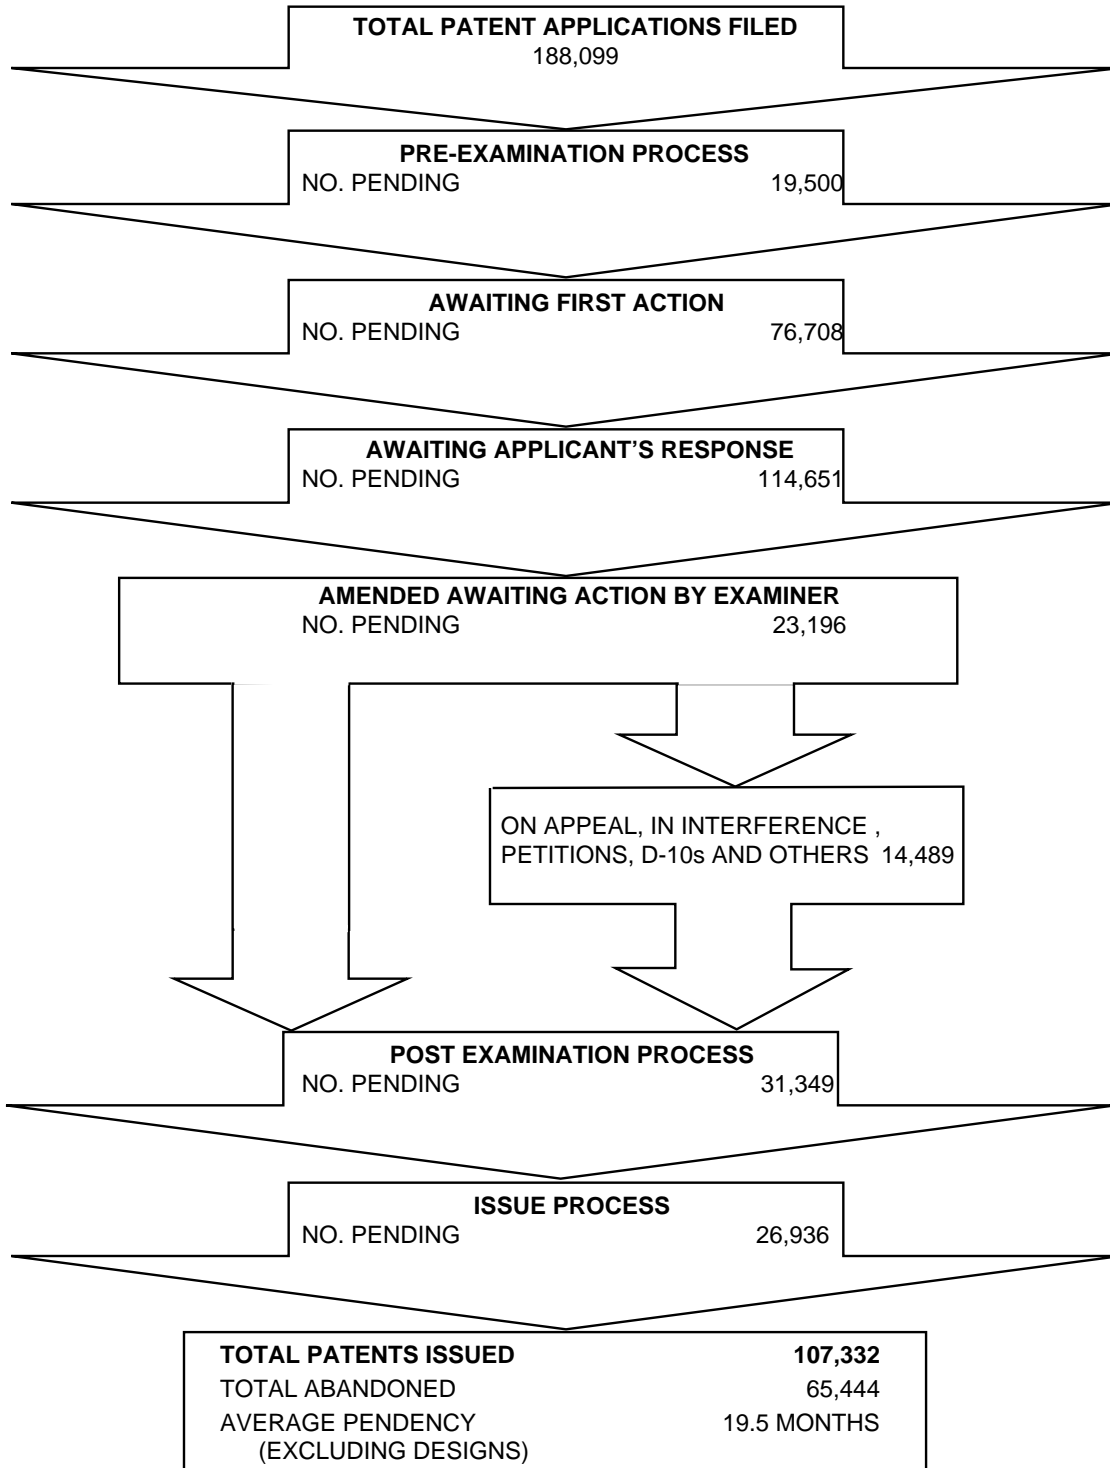 TOTAL PATENT APPLICATIONS FILED
188,099
PRE-EXAMINATION PROCESS
NO. PENDING 19,500
AWAITING FIRST ACTION
NO. PENDING 76,708
AWAITING APPLICANT’S RESPONSE
NO. PENDING 114,651
AMENDED AWAITING ACTION BY EXAMINER
NO. PENDING 23,196
ON APPEAL, IN INTERFERENCE ,
PETITIONS, D-10s AND OTHERS 14,489
POST EXAMINATION PROCESS
NO. PENDING 31,349
ISSUE PROCESS
NO. PENDING 26,936
TOTAL PATENTS ISSUED 107,332
TOTAL ABANDONED 65,444
AVERAGE PENDENCY 19.5 MONTHS
(EXCLUDING DESIGNS)